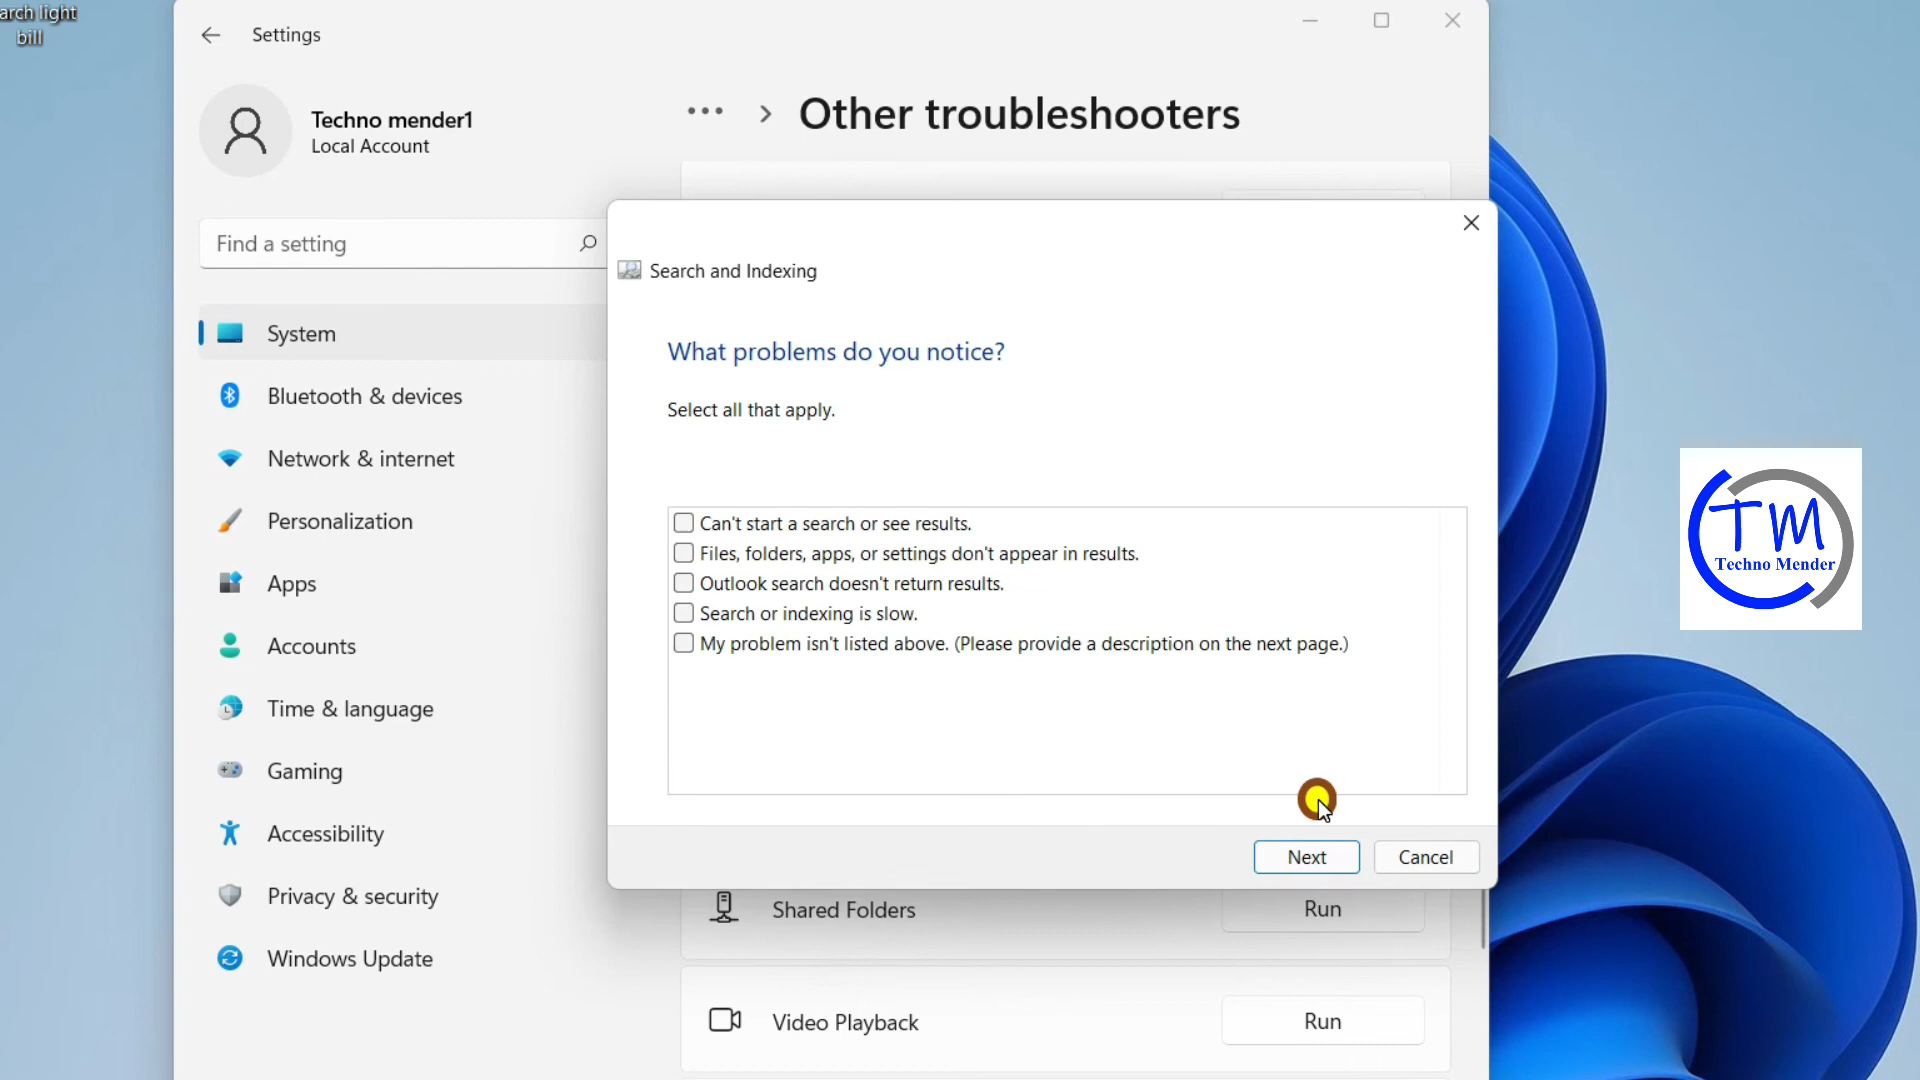 arch light
bill
Settings
Techno mender1
Local Account
Find a setting
System
Bluetooth & devices
Network & internet
Personalization
Apps
Accounts
Time & language
Gaming
Accessibility
Privacy & security
Windows Update
Other troubleshooters
Search and Indexing
What problems do you notice?
Select all that apply.
Can't start a search or see results.
Files, folders, apps, or settings don't appear in results.
Outlook search doesn't return results.
Search or indexing is slow.
My problem isn't listed above. (Please provide a description on the next page.)
Next Cancel
Shared Folders Run
Video Playback Run
TM
Techno Mender